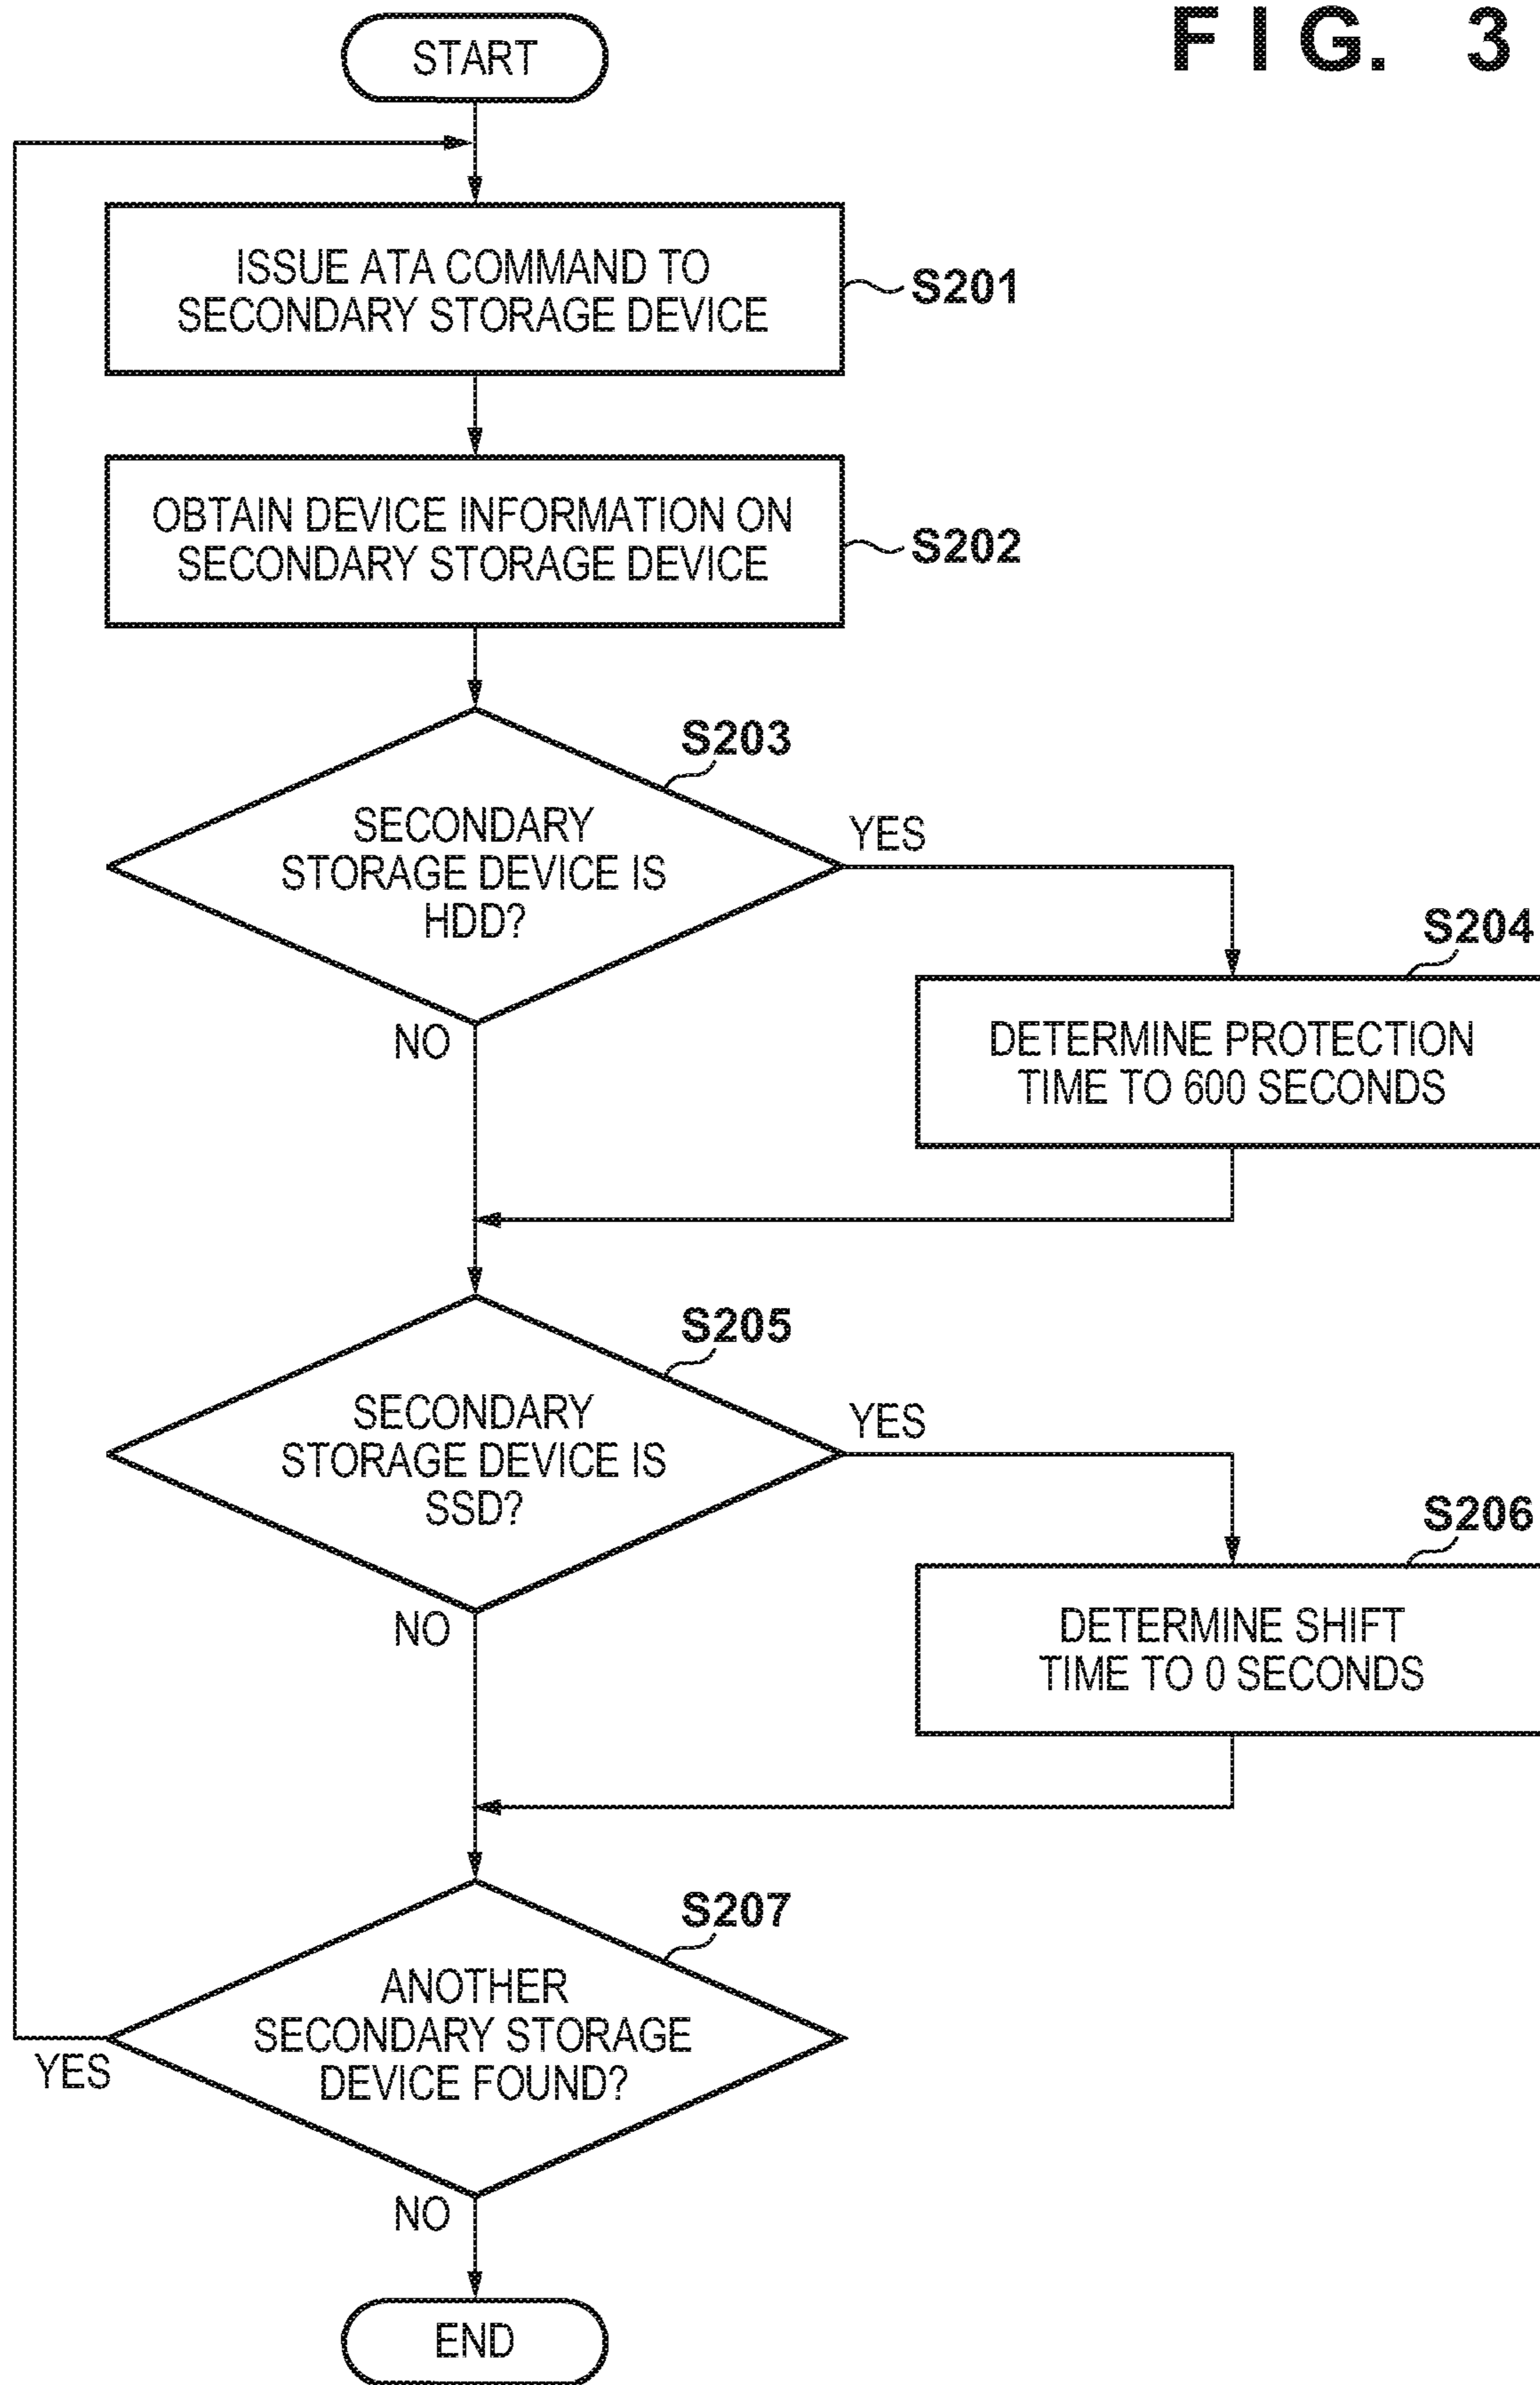 FIG. 3
START
ISSUE ATA COMMAND TO
SECONDARY STORAGE DEVICE
S201
OBTAIN DEVICE INFORMATION ON
SECONDARY STORAGE DEVICE
S202
S203
SECONDARY
STORAGE DEVICE IS
HDD?
YES
NO
S204
DETERMINE PROTECTION
TIME TO 600 SECONDS
S205
SECONDARY
STORAGE DEVICE IS
SSD?
YES
NO
S206
DETERMINE SHIFT
TIME TO 0 SECONDS
S207
ANOTHER
SECONDARY STORAGE
DEVICE FOUND?
YES
NO
END